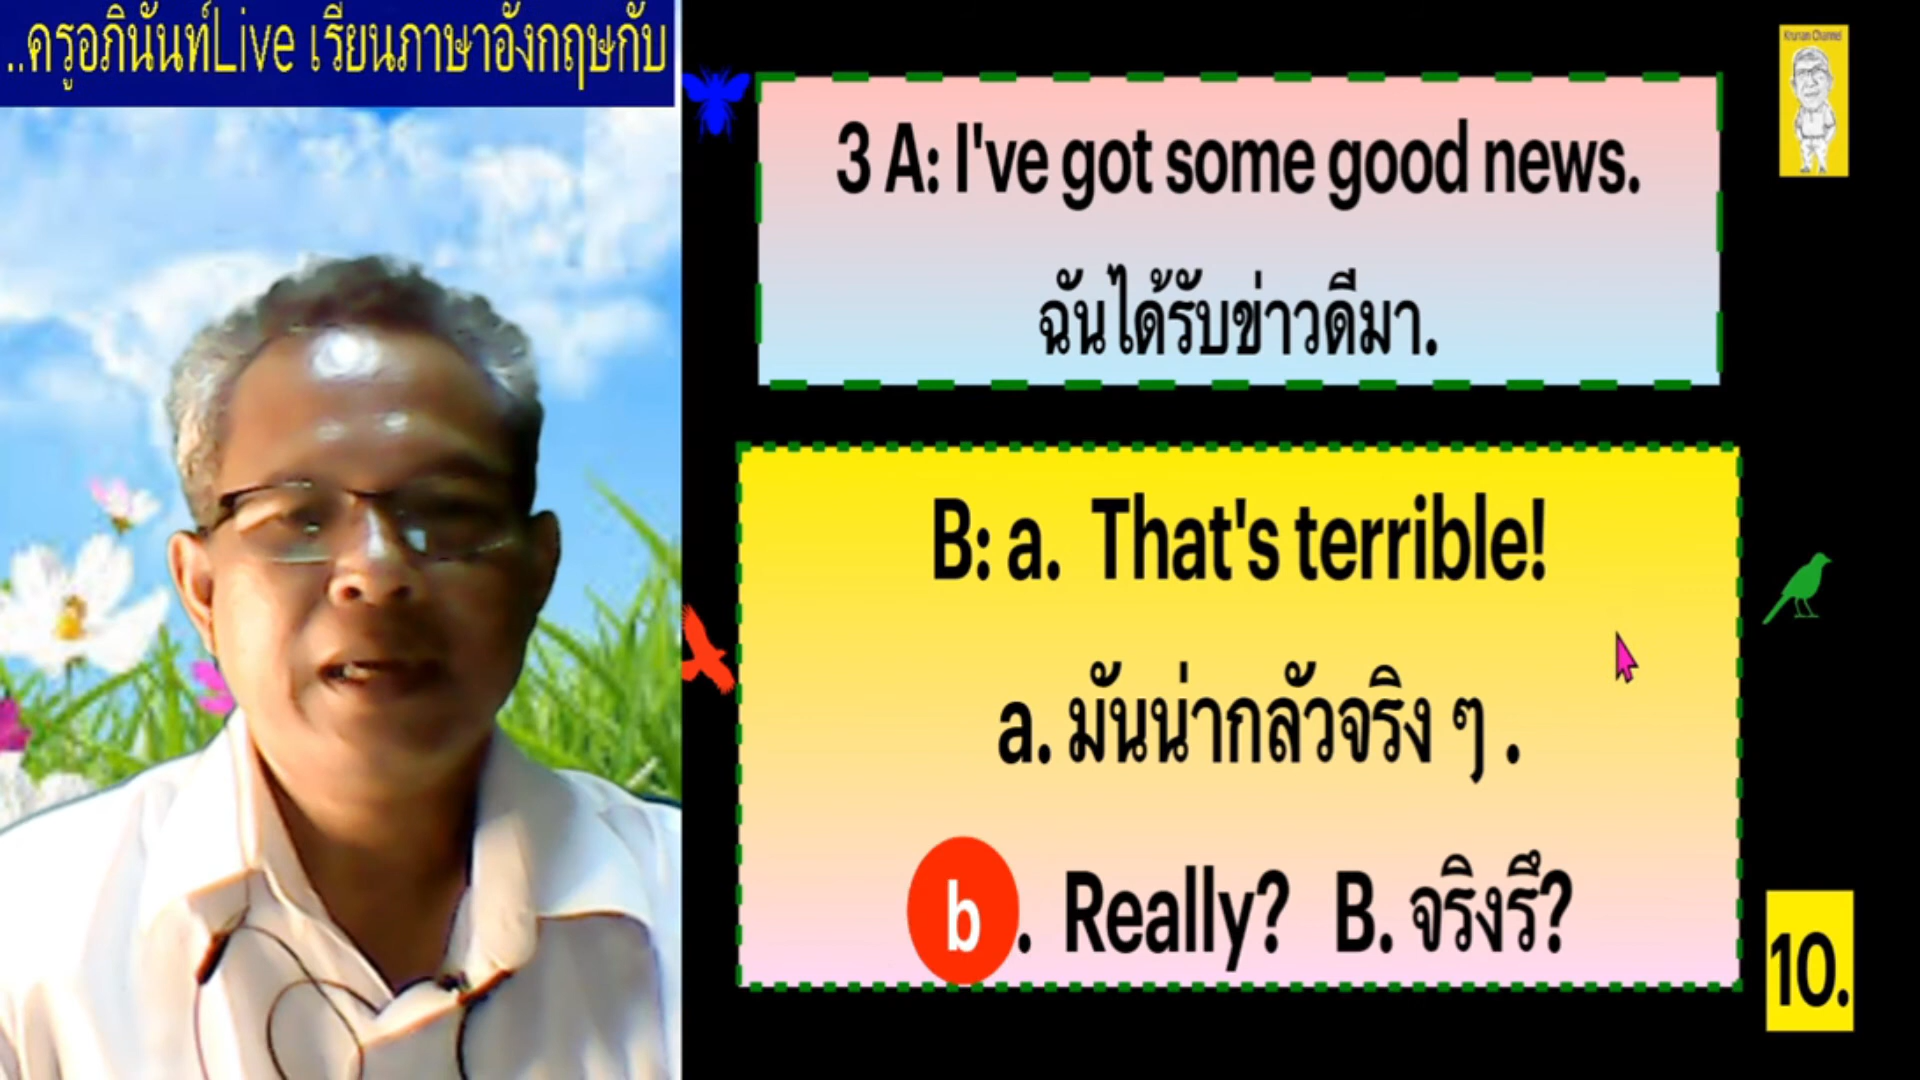 ..ครูอภินันท์Live เรียนภาษาอังกฤษกับ
Krunan Channel
3 A: I've got some good news.
ฉันได้รับข่าวดีมา.
B: a. That's terrible!
a. มันน่ากลัวจริง ๆ .
b. Really? B. จริงรึ?
10.